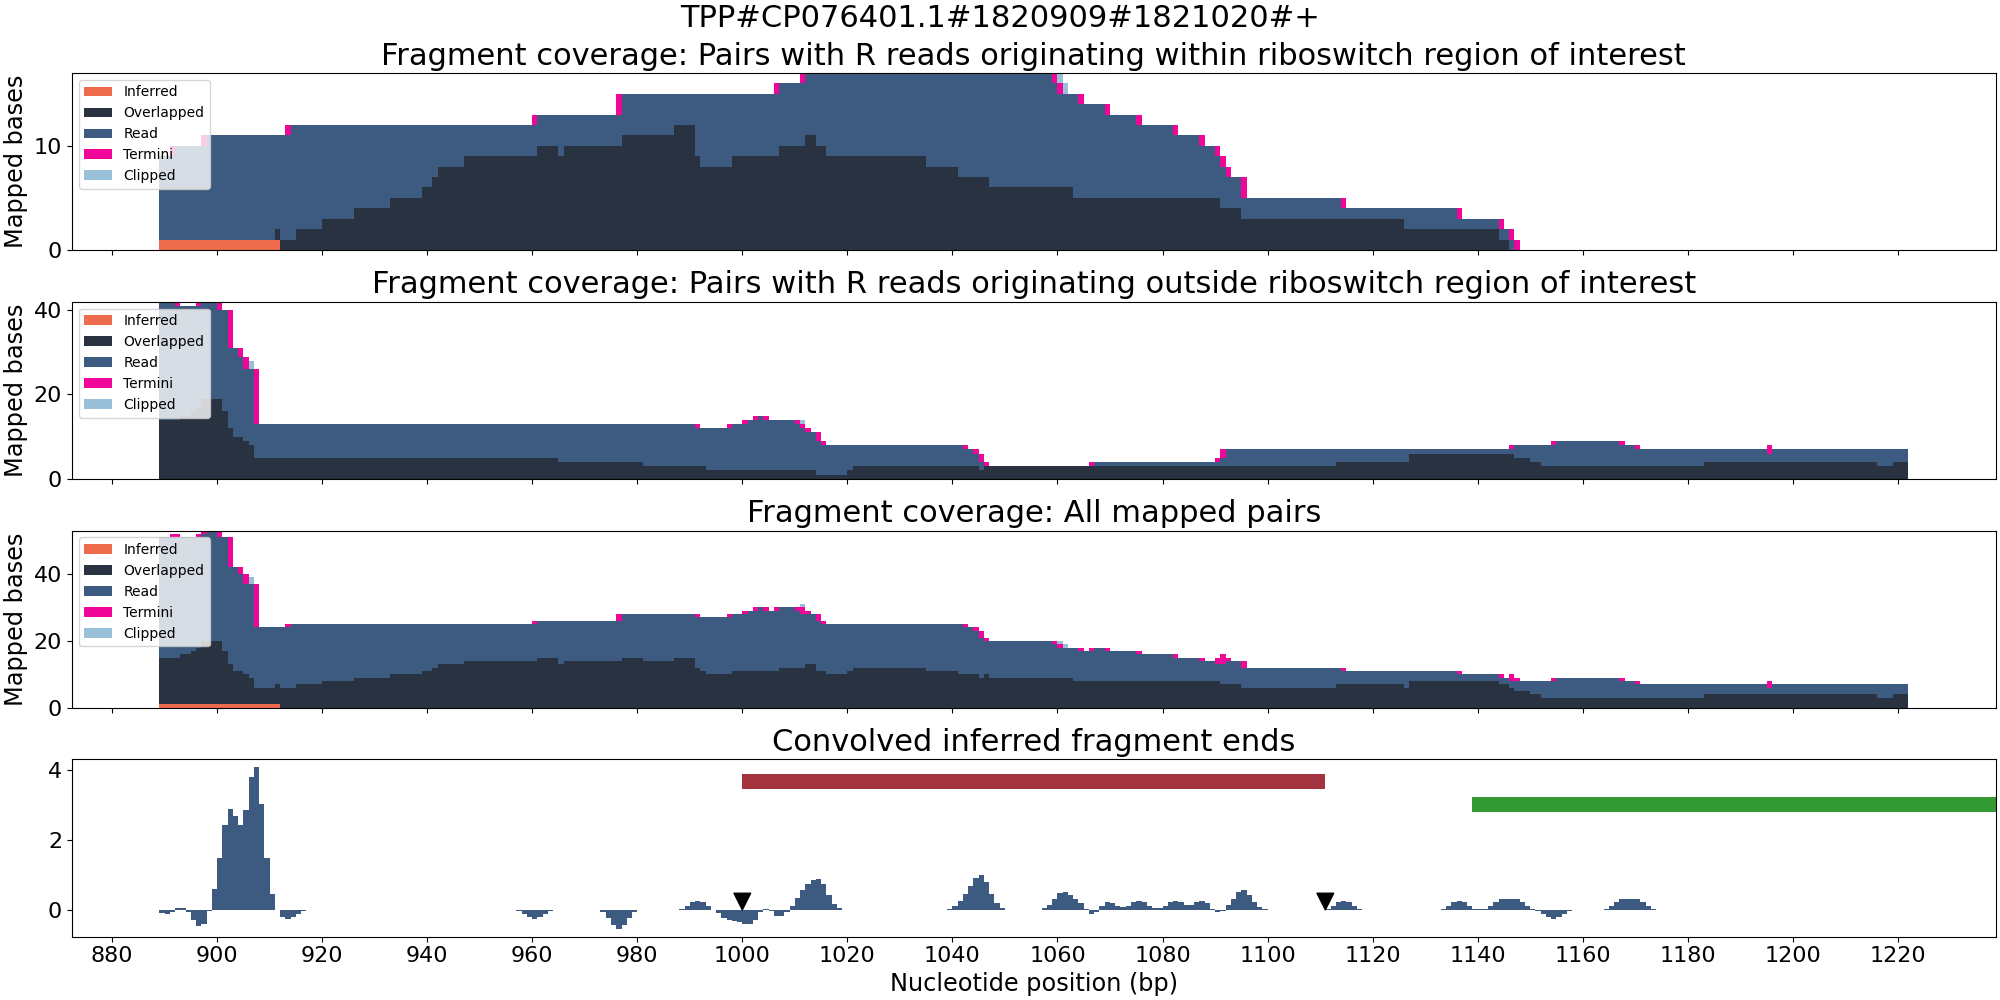 TPP#CP076401.1#1820909#1821020#+
Fragment coverage: Pairs with R reads originating within riboswitch region of interest
Mapped bases
10
0
Inferred
Overlapped
Read
Termini
Clipped
Fragment coverage: Pairs with R reads originating outside riboswitch region of interest
Mapped bases
40
20
0
Inferred
Overlapped
Read
Termini
Clipped
Fragment coverage: All mapped pairs
Mapped bases
40
20
0
Inferred
Overlapped
Read
Termini
Clipped
Convolved inferred fragment ends
4
2
0
880 900 920 940 960 980 1000 1020 1040 1060 1080 1100 1120 1140 1160 1180 1200 1220
Nucleotide position (bp)